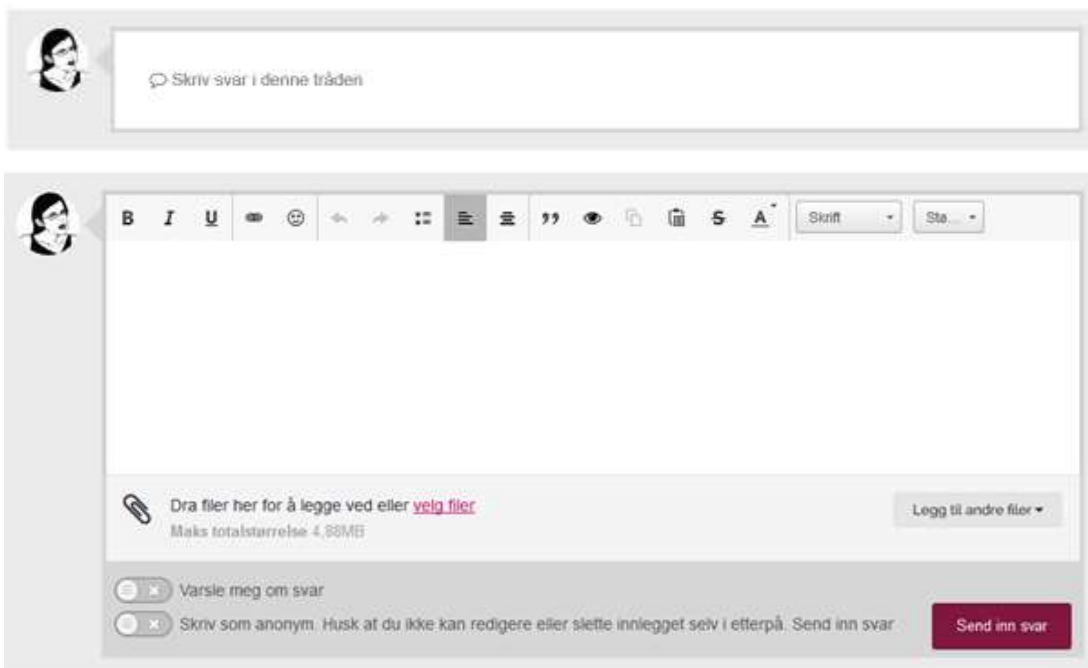 Skriv svar i denne tråden
B I U S A Skrift Stø...
Dra filer her for å legge ved eller velg filer
Maks totalstørrelse 4,88MB
Legg til andre filer
Varsle meg om svar
Skriv som anonym. Husk at du ikke kan redigere eller slette innlegget selv i etterpå. Send inn svar
Send inn svar